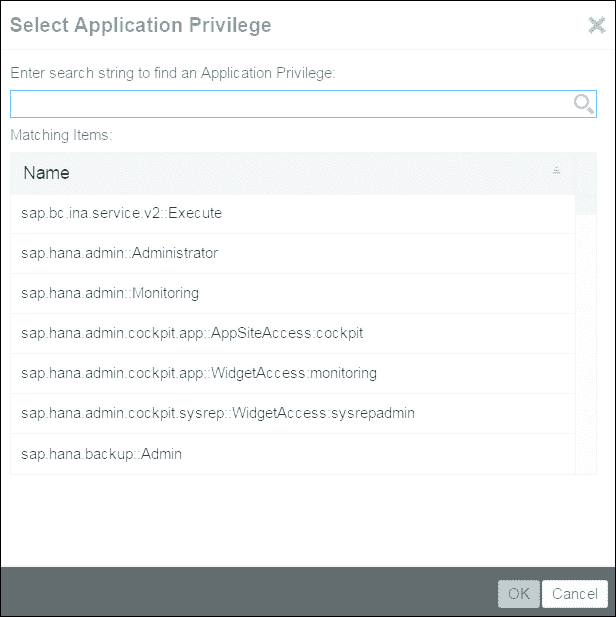 Select Application Privilege
Enter search string to find an Application Privilege:
Matching Items:
Name
sap.bc.ina.service.v2::Execute
sap.hana.admin::Administrator
sap.hana.admin::Monitoring
sap.hana.admin.cockpit.app::AppSiteAccess:cockpit
sap.hana.admin.cockpit.app::WidgetAccess:monitoring
sap.hana.admin.cockpit.sysrep::WidgetAccess:sysrepadmin
sap.hana.backup::Admin
OK Cancel